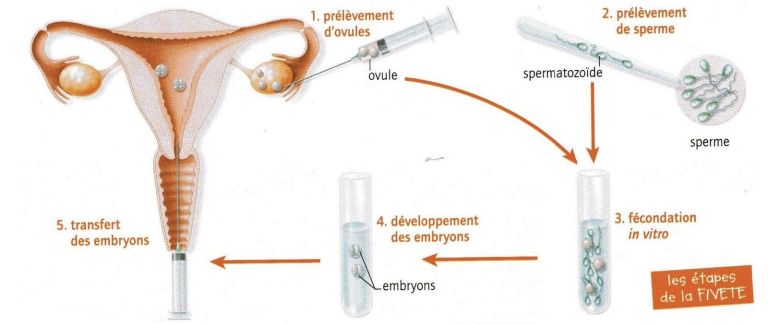 1. prélèvement
d'ovules
ovule
2. prélèvement
de sperme
spermatozoïde
sperme
3. fécondation
in vitro
4. développement
des embryons
embryons
5. transfert
des embryons
les étapes
de la FIVETE